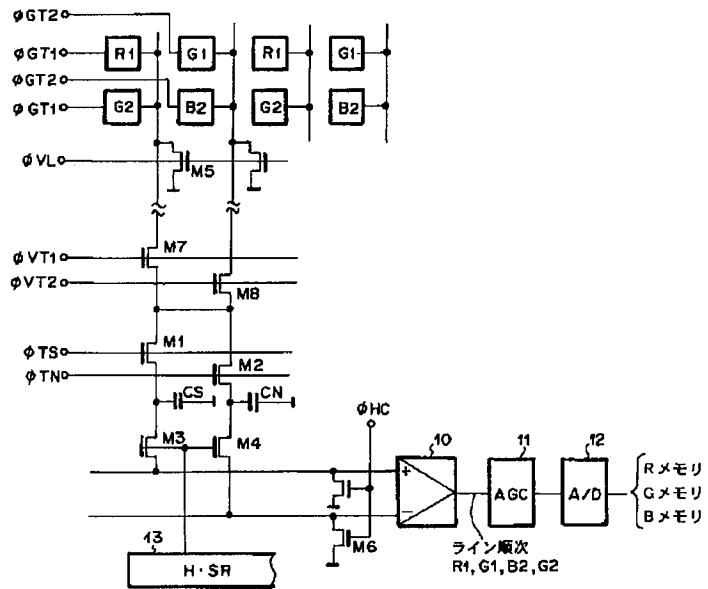 φGT2
φGT1 R1 G1 R1 G1
φGT2
φGT1 G2 B2 G2 B2
φVL M5
φVT1 M7
φVT2 M8
φTS M1
φTN M2
CS CN
φHC
M3 M4
10 11 12
+
−
AGC A/D
Rメモリ
Gメモリ
Bメモリ
M6
ライン順次
R1,G1,B2,G2
13
H・SR